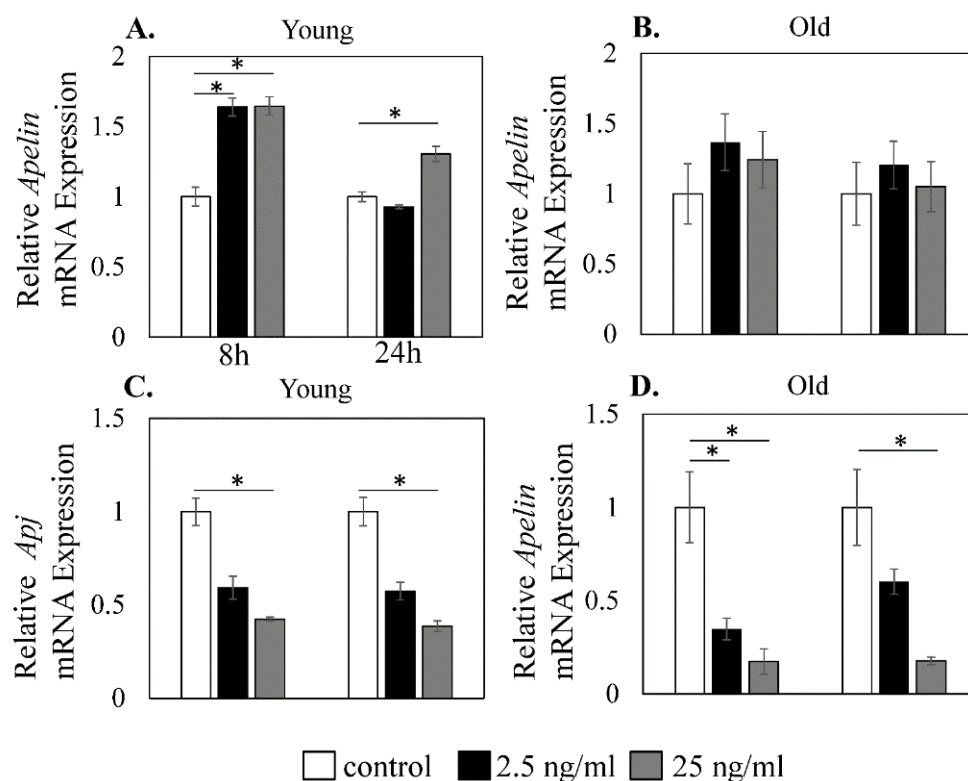 A. Young
Relative Apelin
mRNA Expression
2
1.5
1
0.5
0
* *
*
8h 24h
B. Old
Relative Apelin
mRNA Expression
2
1.5
1
0.5
0
C. Young
Relative Apj
mRNA Expression
1.5
1
0.5
0
* *
D. Old
Relative Apelin
mRNA Expression
1.5
1
0.5
0
* *
*
control 2.5 ng/ml 25 ng/ml